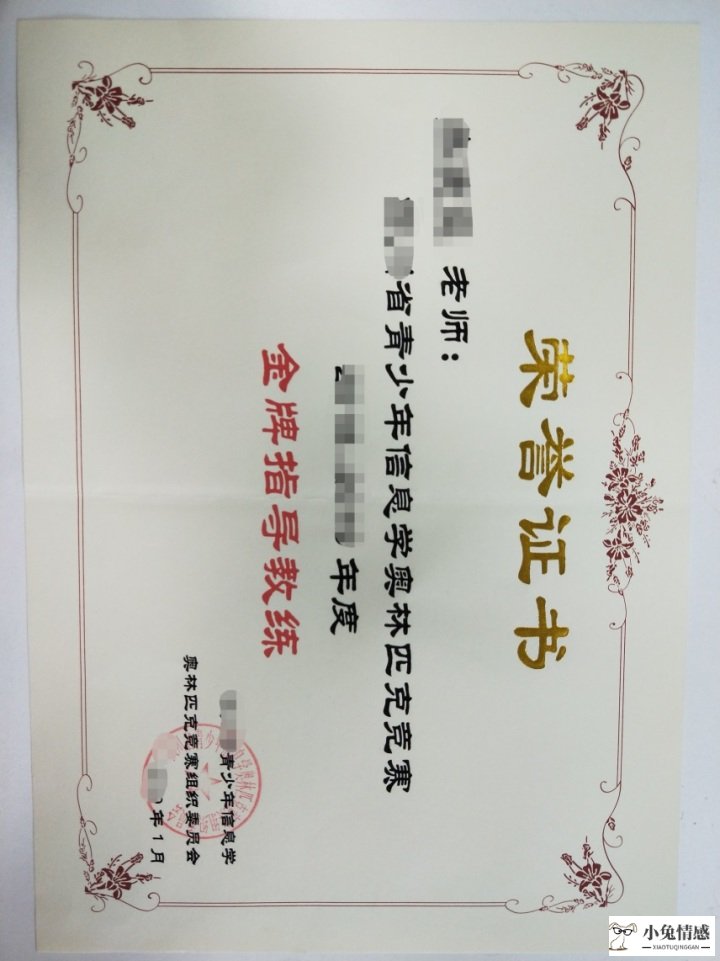 荣誉证书
老师：
省青少年信息学奥林匹克竞赛
年度
金牌指导教练
青少年信息学
奥林匹克竞赛组织委员会
年1月
小兔情感
XIAOTUQINGGAN